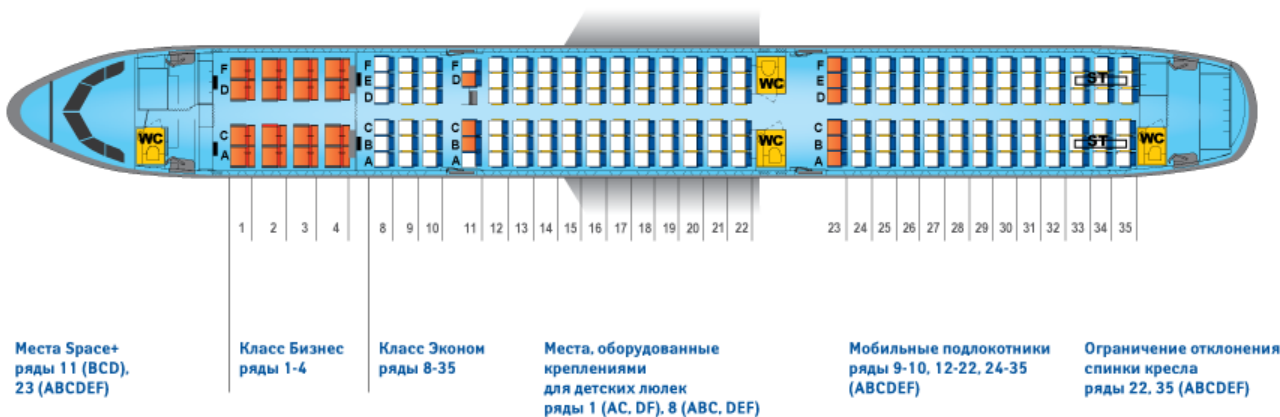 F F D F F
D E WC E ST
D D D
C C C C
WC B B WC B ST WC
A A A A
1 2 3 4 8 9 10 11 12 13 14 15 16 17 18 19 20 21 22 23 24 25 26 27 28 29 30 31 32 33 34 35
Места Space+
ряды 11 (BCD),
23 (ABCDEF)
Класс Бизнес
ряды 1-4
Класс Эконом
ряды 8-35
Места, оборудованные
креплениями
для детских люлек
ряды 1 (AC, DF), 8 (ABC, DEF)
Мобильные подлокотники
ряды 9-10, 12-22, 24-35
(ABCDEF)
Ограничение отклонения
спинки кресла
ряды 22, 35 (ABCDEF)